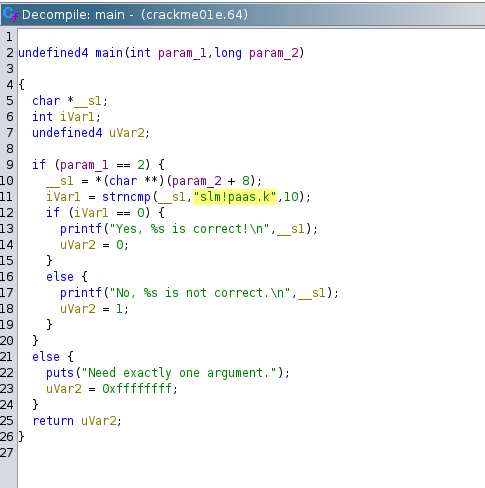 Decompile: main - (crackme01e.64)
1
2 undefined4 main(int param_1,long param_2)
3
4 {
5   char *__s1;
6   int iVar1;
7   undefined4 uVar2;
8
9   if (param_1 == 2) {
10     __s1 = *(char **)(param_2 + 8);
11     iVar1 = strncmp(__s1,"slm!paas.k",10);
12     if (iVar1 == 0) {
13       printf("Yes, %s is correct!\n",__s1);
14       uVar2 = 0;
15     }
16     else {
17       printf("No, %s is not correct.\n",__s1);
18       uVar2 = 1;
19     }
20   }
21   else {
22     puts("Need exactly one argument.");
23     uVar2 = 0xffffffff;
24   }
25   return uVar2;
26 }
27